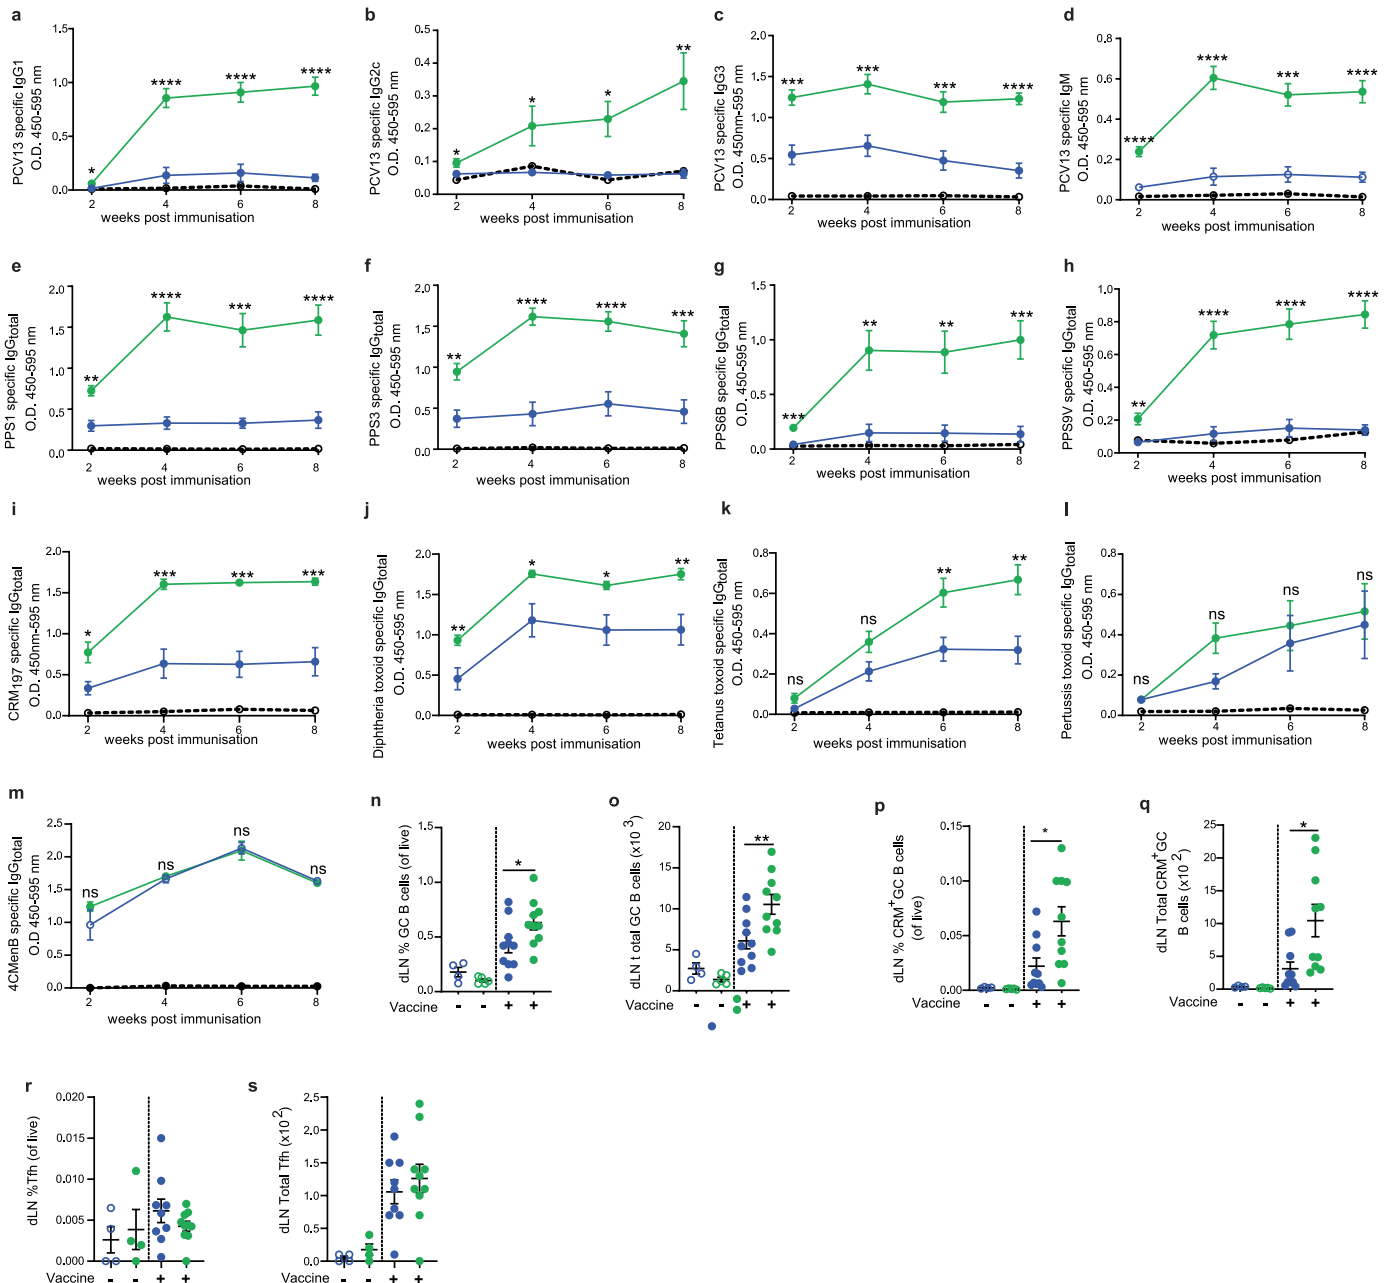 a
PCV13 specific IgG1
O.D. 450-595 nm
1.5
1.0
0.5
0.0
*
****
****
****
2
4
6
8
weeks post immunisation
b
PCV13 specific IgG2c
O.D. 450-595 nm
0.5
0.4
0.3
0.2
0.1
0.0
*
*
*
**
2
4
6
8
weeks post immunisation
c
PCV13 specific IgG3
O.D. 450nm-595 nm
2.0
1.5
1.0
0.5
0.0
***
***
***
****
2
4
6
8
weeks post immunisation
d
PCV13 specific IgM
O.D. 450-595 nm
0.8
0.6
0.4
0.2
0.0
****
****
***
****
2
4
6
8
weeks post immunisation
e
PPS1 specific IgGtotal
O.D. 450-595 nm
2.0
1.5
1.0
0.5
0.0
**
****
***
****
2
4
6
8
weeks post immunisation
f
PPS3 specific IgGtotal
O.D. 450-595 nm
2.0
1.5
1.0
0.5
0.0
**
****
****
***
2
4
6
8
weeks post immunisation
g
PPS6B specific IgGtotal
O.D. 450-595 nm
1.5
1.0
0.5
0.0
***
**
**
***
2
4
6
8
weeks post immunisation
h
PPS9V specific IgGtotal
O.D. 450-595 nm
1.0
0.8
0.6
0.4
0.2
0.0
**
****
****
****
2
4
6
8
weeks post immunisation
i
CRM197 specific IgGtotal
O.D. 450nm-595 nm
2.0
1.5
1.0
0.5
0.0
*
***
***
***
2
4
6
8
weeks post immunisation
j
Diphtheria toxoid specific IgGtotal
O.D. 450-595 nm
2.0
1.5
1.0
0.5
0.0
**
*
*
**
2
4
6
8
weeks post immunisation
k
Tetanus toxoid specific IgGtotal
O.D. 450-595 nm
0.8
0.6
0.4
0.2
0.0
ns
ns
**
**
2
4
6
8
weeks post immunisation
l
Pertussis toxoid specific IgGtotal
O.D. 450-595 nm
0.6
0.4
0.2
0.0
ns
ns
ns
ns
2
4
6
8
weeks post immunisation
m
4CMenB specific IgGtotal
O.D 450-595 nm
2.5
2.0
1.5
1.0
0.5
0.0
ns
ns
ns
ns
2
4
6
8
weeks post immunisation
n
dLN % GC B cells (of live)
1.5
1.0
0.5
0.0
*
Vaccine - - + +
o
dLN t otal GC B cells (x10 3)
20
15
10
5
0
**
Vaccine - - + +
p
dLN % CRM+GC B cells
(of live)
0.15
0.10
0.05
0.00
*
Vaccine - - + +
q
dLN Total CRM+GC
B cells (x10 2)
25
20
15
10
5
0
*
Vaccine - - + +
r
dLN %Tfh (of live)
0.020
0.015
0.010
0.005
0.000
Vaccine - - + +
s
dLN Total Tfh (x10 2)
2.5
2.0
1.5
1.0
0.5
0.0
Vaccine - - + +